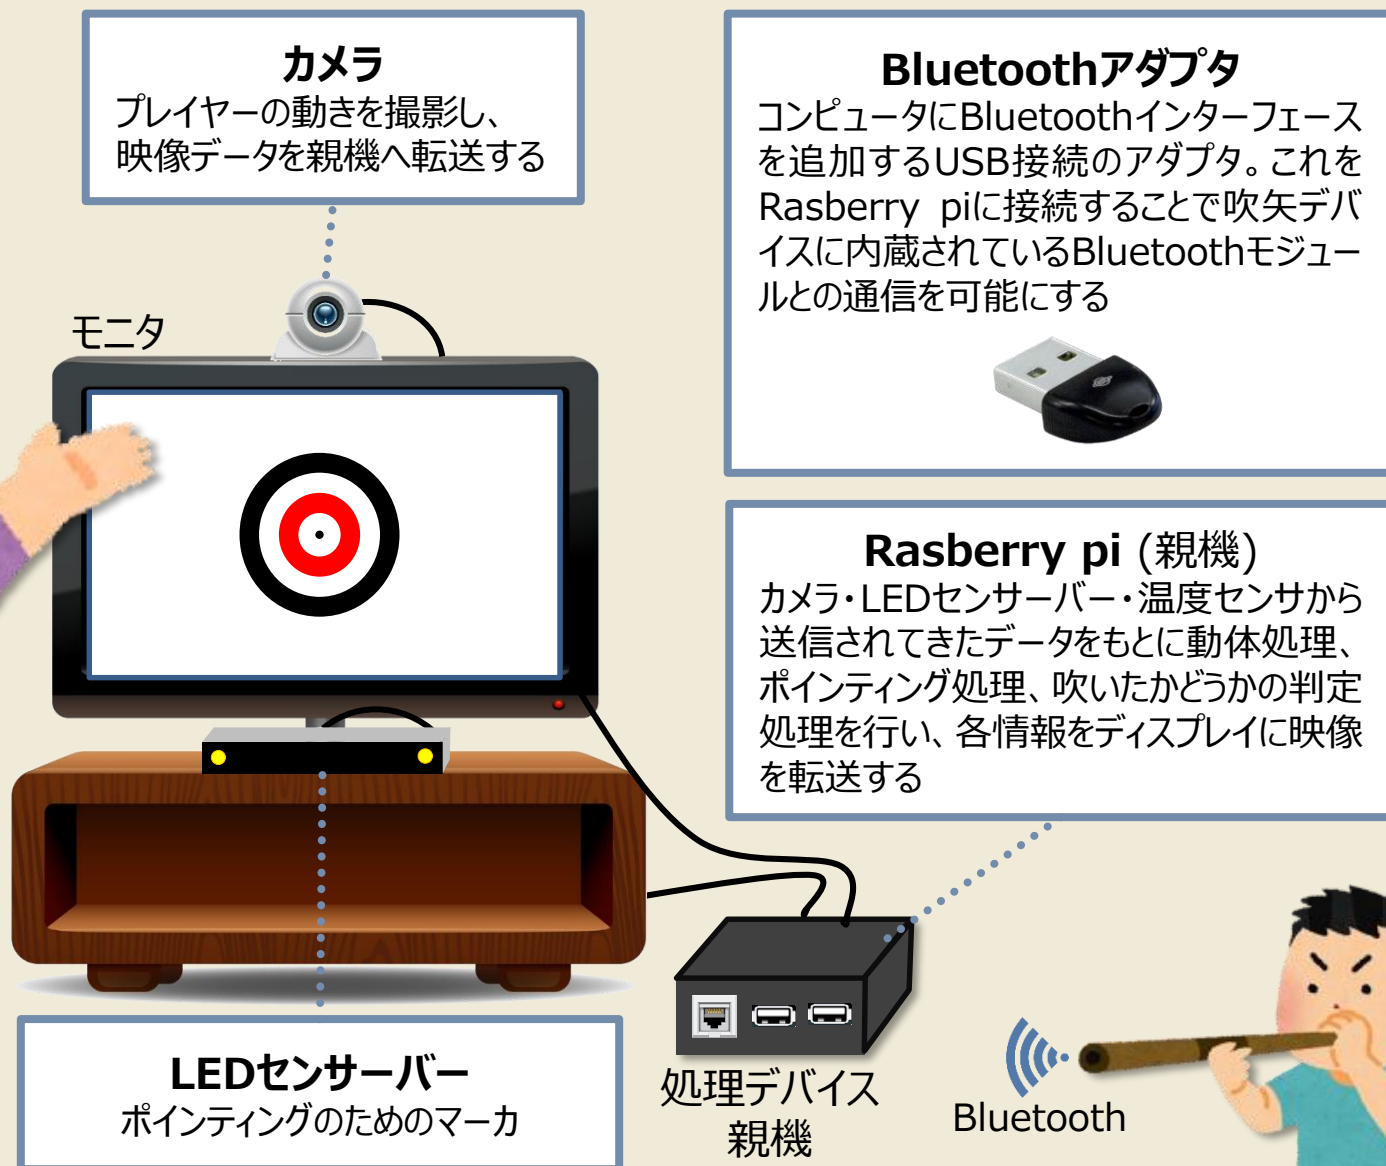 カメラ
プレイヤーの動きを撮影し、
映像データを親機へ転送する
モニタ
Bluetoothアダプタ
コンピュータにBluetoothインターフェース
を追加するUSB接続のアダプタ。これを
Rasberry piに接続することで吹矢デバ
イスに内蔵されているBluetoothモジュー
ルとの通信を可能にする
Rasberry pi (親機)
カメラ・LEDセンサーバー・温度センサから
送信されてきたデータをもとに動体処理、
ポインティング処理、吹いたかどうかの判定
処理を行い、各情報をディスプレイに映像
を転送する
LEDセンサーバー
ポインティングのためのマーカ
処理デバイス
親機
Bluetooth